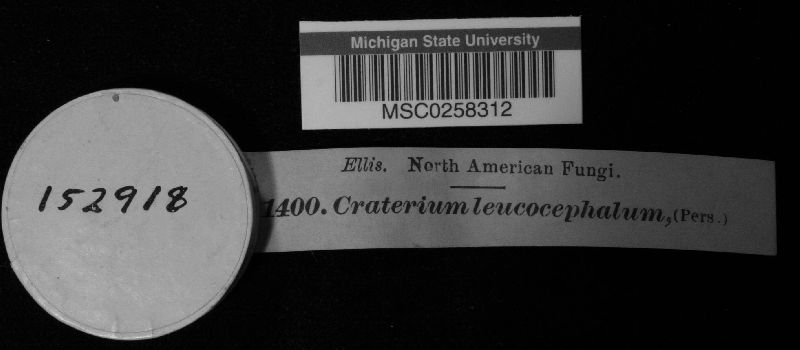 Michigan State University
MSC0258312
152918
Ellis. North American Fungi.
1400. Craterium leucocephalum, (Pers.)